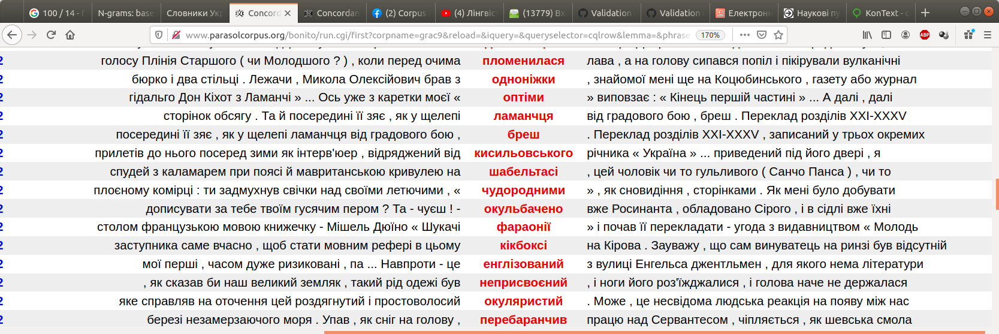 100 / 14 - П
N-grams: base
Словники Укр
Concord
Concordan
(2) Corpus
(4) Лінгвіст
(13779) Вх
Validation
Validation
Електронн
Наукові пу
KonText - 
www.parasolcorpus.org/bonito/run.cgi/first?corpname=grac9&reload=&iquery=&queryselector=cqlrow&lemma=&phrase
170%
ABP
2 голосу Плінія Старшого ( чи Молодшого ? ) , коли перед очима пломенилася лава , а на голову сипався попіл і пікірували вулканічні
2 бюрко і два стільці . Лежачи , Микола Олексійович брав з одноніжки , знайомої мені ще на Коцюбинського , газету або журнал
2 гідальго Дон Кіхот з Ламанчі » ... Ось уже з каретки моєї « оптіми » виповзає : « Кінець першій частині » ... А далі , далі
2 сторінок обсягу . Та й посередині її зяє , як у щелепі ламанчця від градового бою , бреш . Переклад розділів XXI-XXXV
2 посередині її зяє , як у щелепі ламанчця від градового бою , бреш . Переклад розділів XXI-XXXV , записаний у трьох окремих
2 прилетів до нього посеред зими як інтерв'юер , відряджений від кисильовського річника « Україна » ... приведений під його двері , я
2 спудей з каламарем при поясі й мавританською кривулею на шабельтасі , цей чоловік чи то гульливого ( Санчо Панса ) , чи то
2 плоєному комірці : ти задмухнув свічки над своїми летючими , « чудородними » , як сновидіння , сторінками . Як мені було добувати
2 дописувати за тебе твоїм гусячим пером ? Та - чуєш ! - окульбачено вже Росинанта , обладовано Сірого , і в сідлі вже їхні
2 столом французькою мовою книжечку - Мішель Дюїно « Шукачі фараонії » і почав її перекладати - угода з видавництвом « Молодь
2 заступника саме вчасно , щоб стати мовним рефері в цьому кікбоксі на Кірова . Зауважу , що сам винуватець на ринзі був відсутній
2 мої перші , часом дуже ризиковані , па ... Навпроти - це енглізований з вулиці Енгельса джентльмен , для якого нема літератури
2 , як сказав би наш великий земляк , такий рід одежі був неприсвоєний , і ноги його роз'їжджалися , і голова наче не держалася
2 яке справляв на оточення цей роздягнутий і простоволосий окуляристий . Може , це несвідома людська реакція на появу між нас
2 березі незамерзаючого моря . Упав , як сніг на голову , перебаранчив працю над Сервантесом , чіпляється , як шевська смола